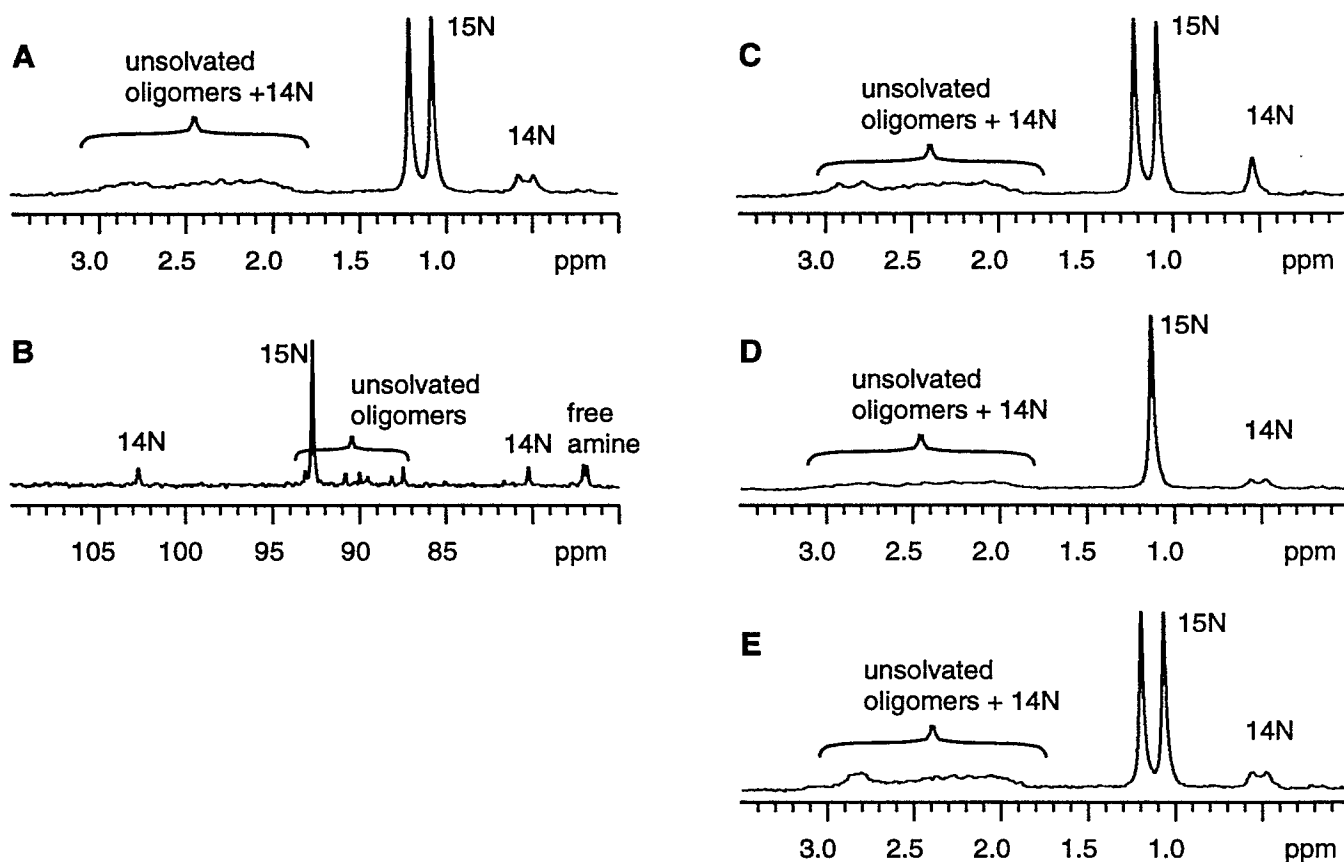 A
unsolvated
oligomers +14N
15N
14N
3.0 2.5 2.0 1.5 1.0 ppm
B
14N
15N
unsolvated
oligomers
14N
free
amine
105 100 95 90 85 ppm
C
unsolvated
oligomers + 14N
15N
14N
3.0 2.5 2.0 1.5 1.0 ppm
D
unsolvated
oligomers + 14N
15N
14N
3.0 2.5 2.0 1.5 1.0 ppm
E
unsolvated
oligomers + 14N
15N
14N
3.0 2.5 2.0 1.5 1.0 ppm